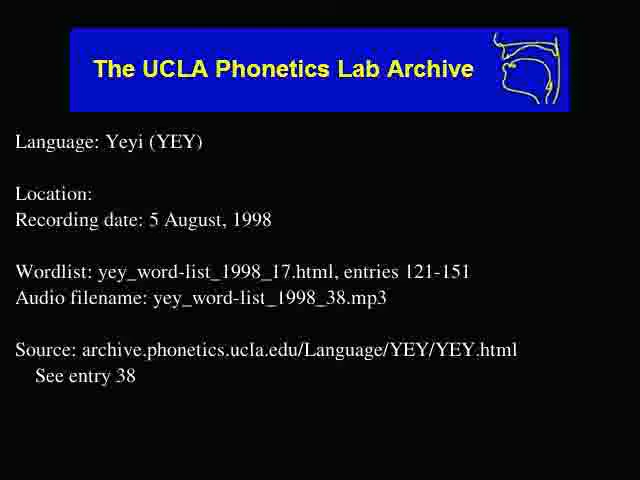 The UCLA Phonetics Lab Archive
Language: Yeyi (YEY)
Location:
Recording date: 5 August, 1998
Wordlist: yey_word-list_1998_17.html, entries 121-151
Audio filename: yey_word-list_1998_38.mp3
Source: archive.phonetics.ucla.edu/Language/YEY/YEY.html
See entry 38